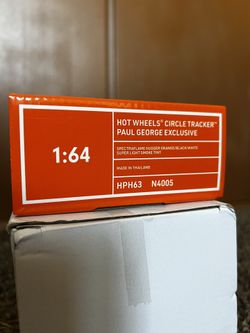 HOT WHEELS® CIRCLE TRACKER™
PAUL GEORGE EXCLUSIVE
1:64
SPECTRAFLAME HUGGER ORANGE/BLACK/WHITE
SUPER LIGHT SMOKE TINT
MADE IN THAILAND
HPH63 N4005